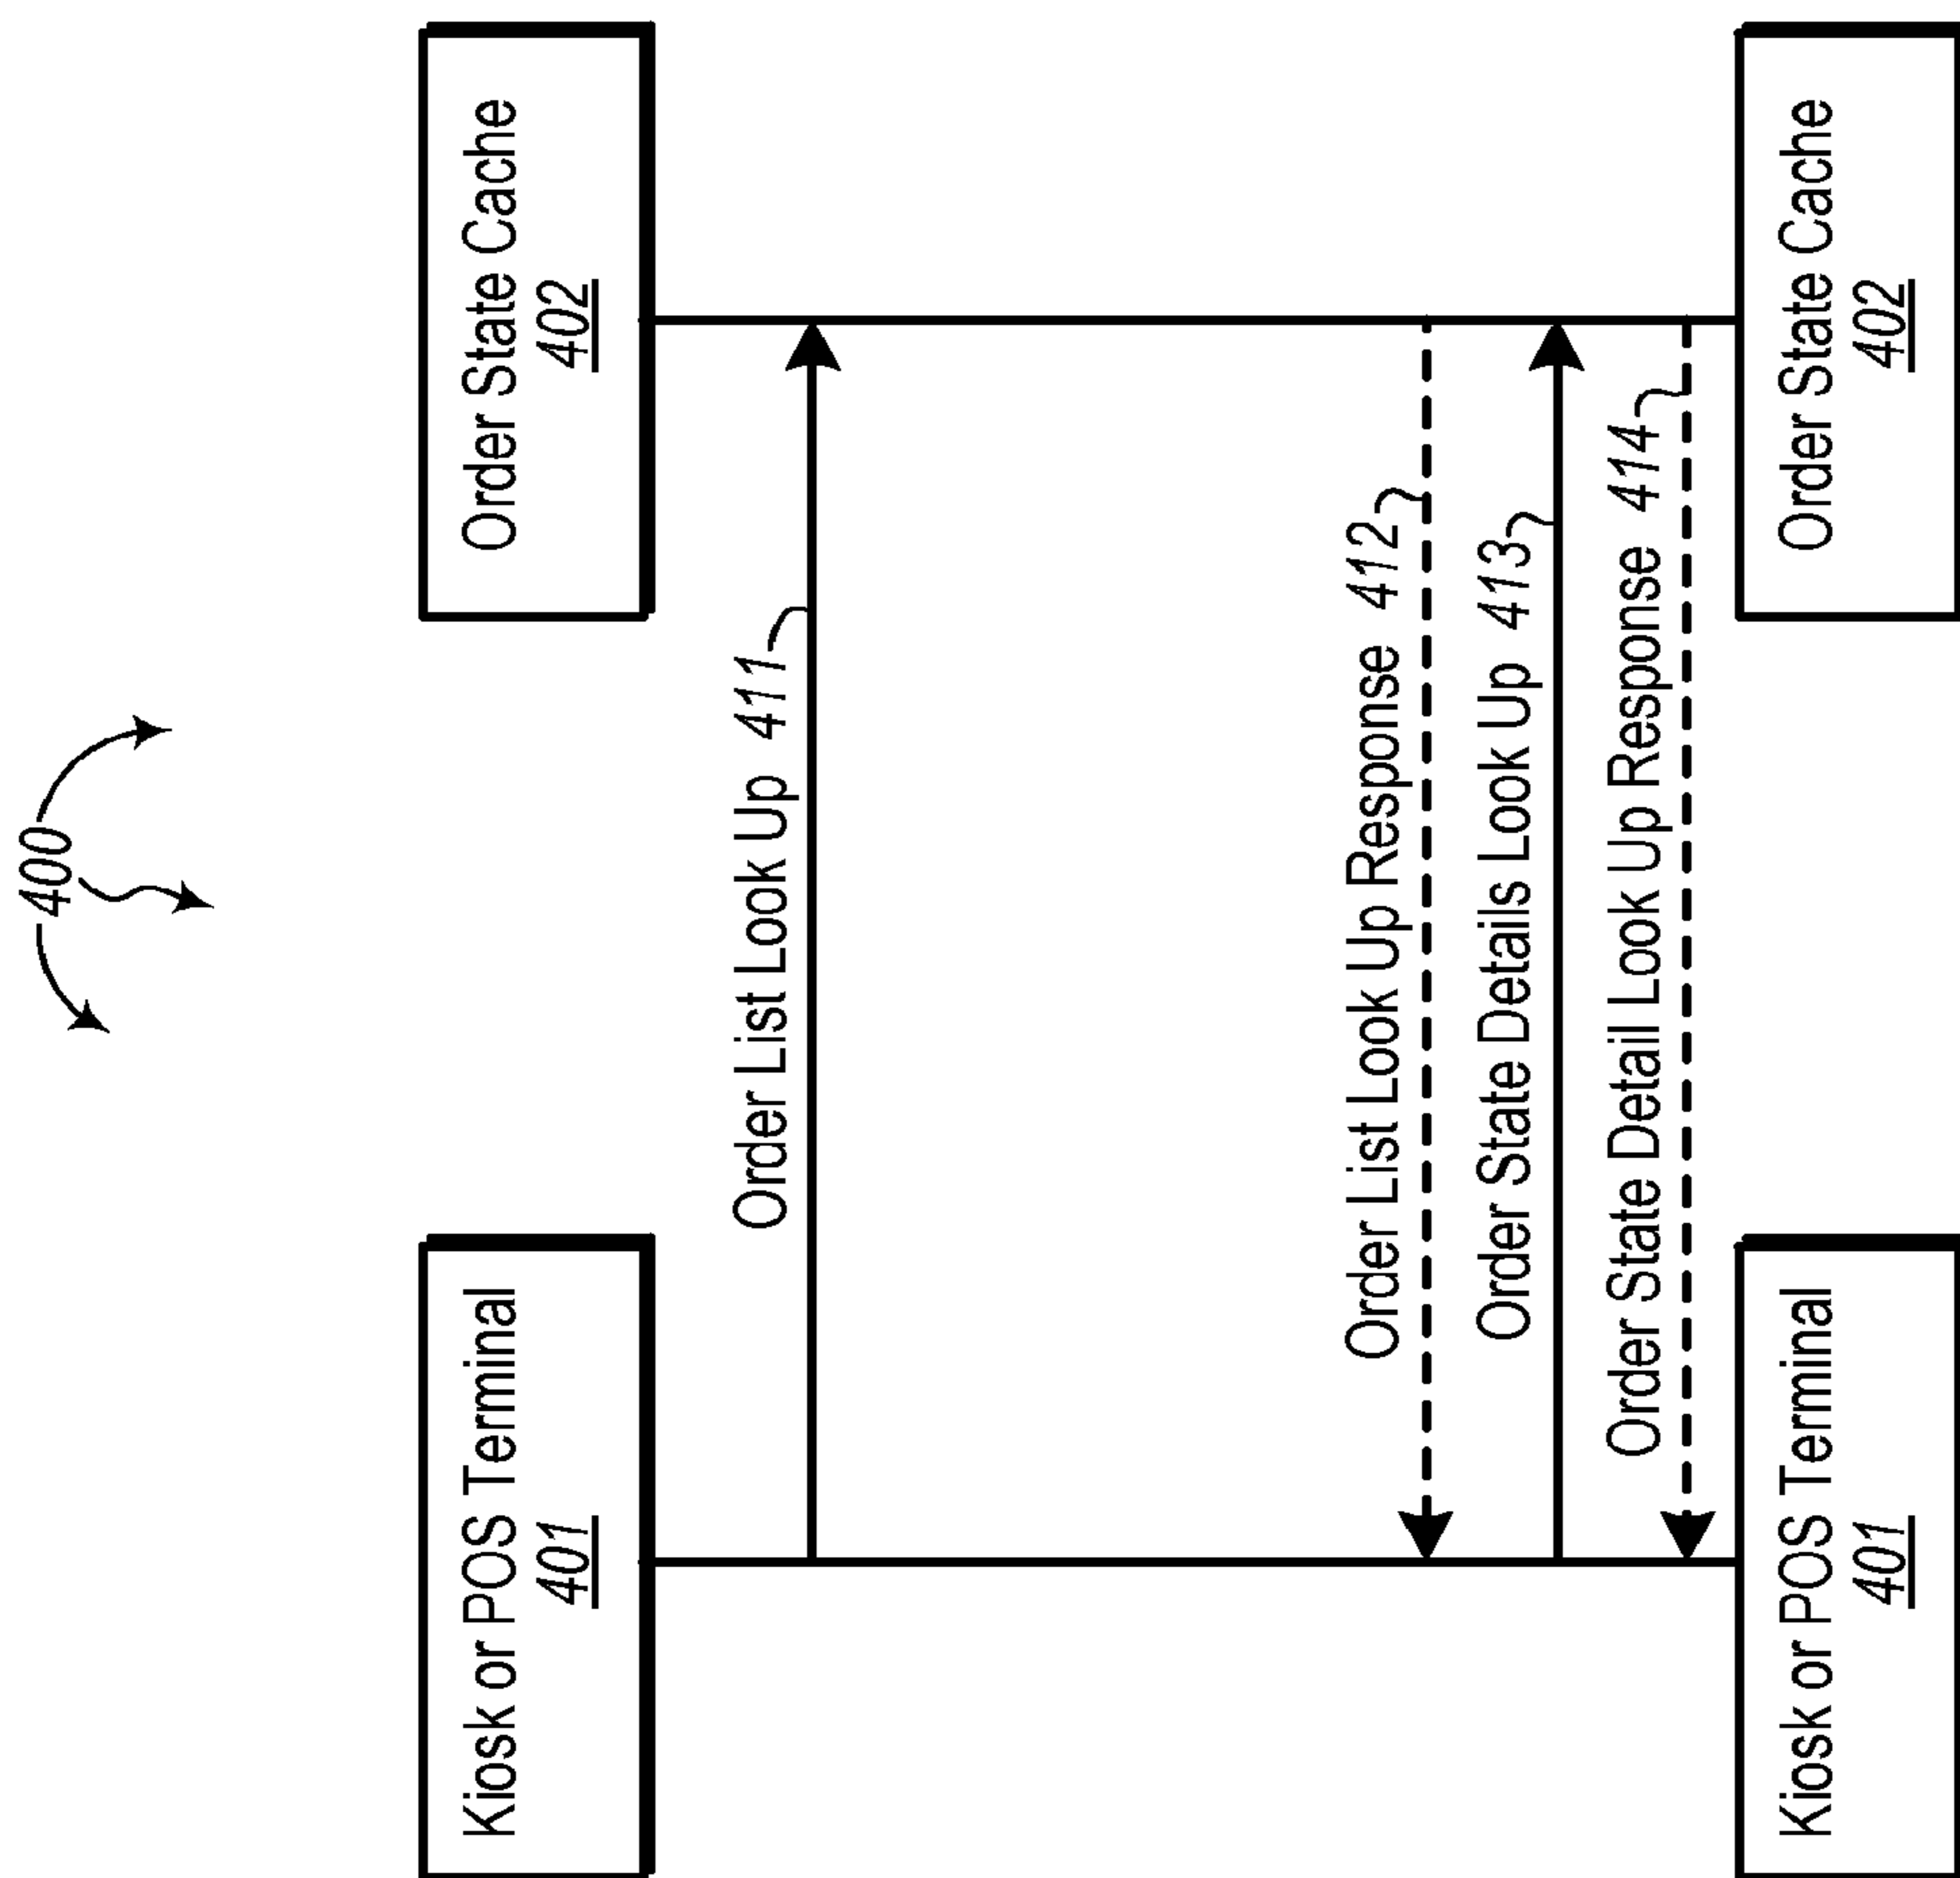 400
Kiosk or POS Terminal
401
Order State Cache
402
Order List Look Up 411
Order List Look Up Response 412
Order State Details Look Up 413
Order State Detail Look Up Response 414
Kiosk or POS Terminal
401
Order State Cache
402